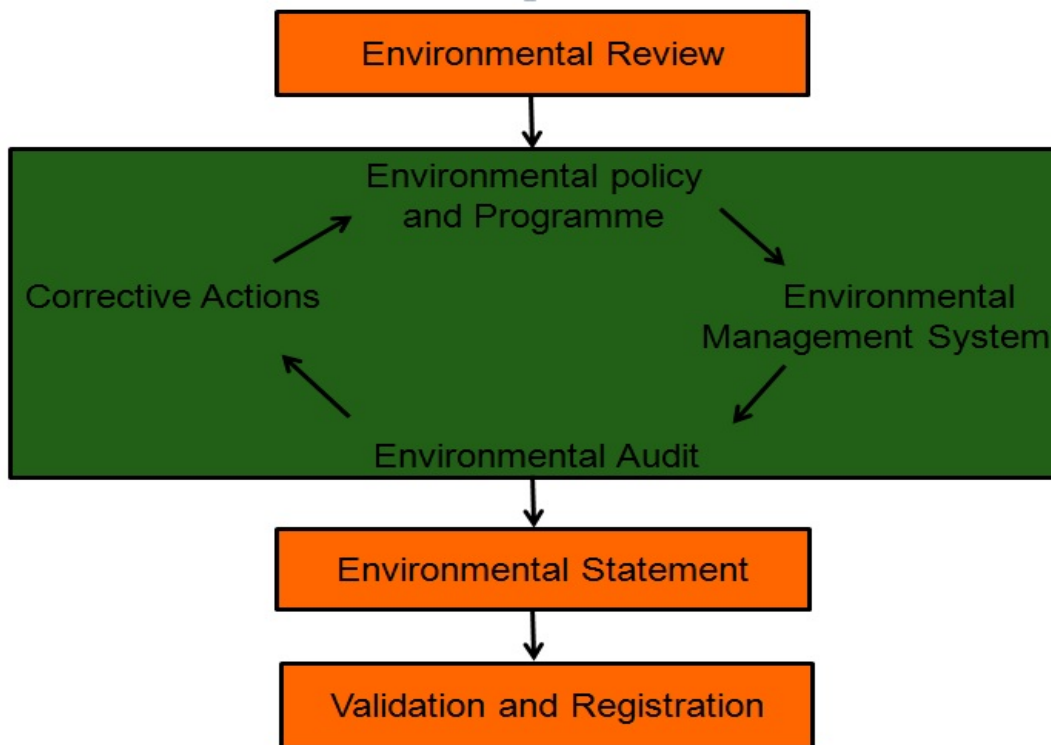 Environmental Review
Environmental policy
and Programme
Corrective Actions
Environmental
Management System
Environmental Audit
Environmental Statement
Validation and Registration